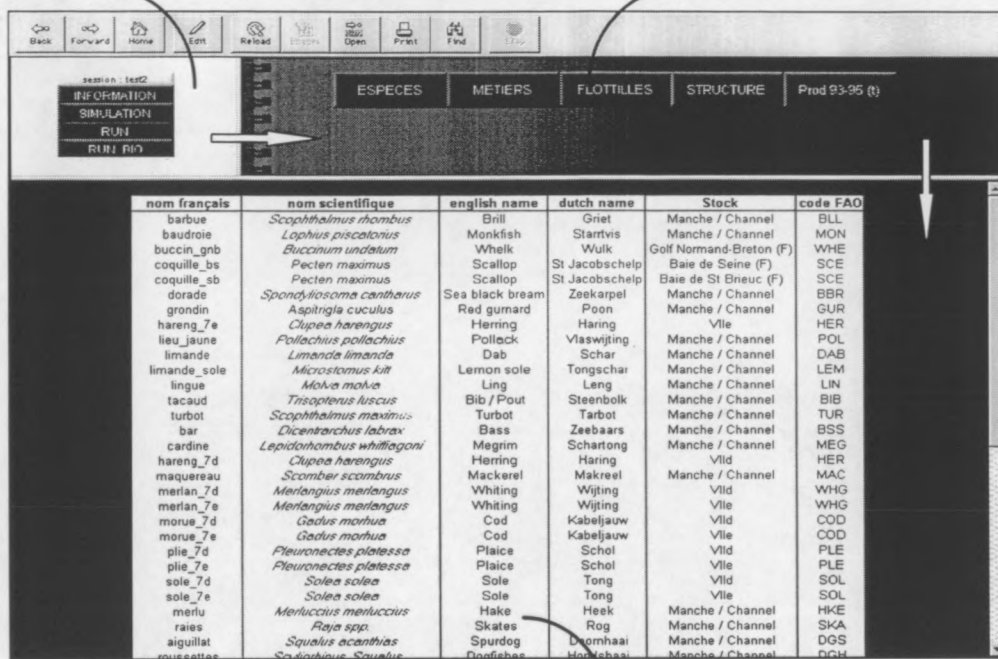 Back Forward Home Edit Reload Open Print Find
session : test2
INFORMATION
SIMULATION
RUN
RUN BIO
ESPECES METIERS FLOTTILLES STRUCTURE Prod 93-95 (t)
nom français nom scientifique english name dutch name Stock code FAO
barbue Scophthalmus rhombus Brill Griet Manche / Channel BLL
baudroie Lophius piscatorius Monkfish Starrtvis Manche / Channel MON
buccin_gnb Buccinum undatum Whelk Wulk Golf Normand-Breton (F) WHE
coquille_bs Pecten maximus Scallop St Jacobschelp Baie de Seine (F) SCE
coquille_sb Pecten maximus Scallop St Jacobschelp Baie de St Brieuc (F) SCE
dorade Spondyliosoma cantharus Sea black bream Zeekarpel Manche / Channel BBR
grondin Aspitrigla cuculus Red gurnard Poon Manche / Channel GUR
hareng_7e Clupea harengus Herring Haring VIIe HER
lieu_jaune Pollachius pollachius Pollack Vlaswijting Manche / Channel POL
limande Limanda limanda Dab Schar Manche / Channel DAB
limande_sole Microstomus kitt Lemon sole Tongschar Manche / Channel LEM
lingue Molva molva Ling Leng Manche / Channel LIN
tacaud Trisopterus luscus Bib / Pout Steenbolk Manche / Channel BIB
turbot Scophthalmus maximus Turbot Tarbot Manche / Channel TUR
bar Dicentrarchus labrax Bass Zeebaars Manche / Channel BSS
cardine Lepidorhombus whiffiagoni Megrim Schartong Manche / Channel MEG
hareng_7d Clupea harengus Herring Haring VIId HER
maquereau Scomber scombrus Mackerel Makreel Manche / Channel MAC
merlan_7d Merlangius merlangus Whiting Wijting VIId WHG
merlan_7e Merlangius merlangus Whiting Wijting VIIe WHG
morue_7d Gadus morhua Cod Kabeljauw VIId COD
morue_7e Gadus morhua Cod Kabeljauw VIIe COD
plie_7d Pleuronectes platessa Plaice Schol VIId PLE
plie_7e Pleuronectes platessa Plaice Schol VIIe PLE
sole_7d Solea solea Sole Tong VIId SOL
sole_7e Solea solea Sole Tong VIIe SOL
merlu Merluccius merluccius Hake Heek Manche / Channel HKE
raies Raja spp. Skates Rog Manche / Channel SKA
aiguillat Squalus acanthias Spurdog Doornhaai Manche / Channel DGS
roussettes Scyliorhinus, Squalus Dogfishes Hondshaai Manche / Channel DGH